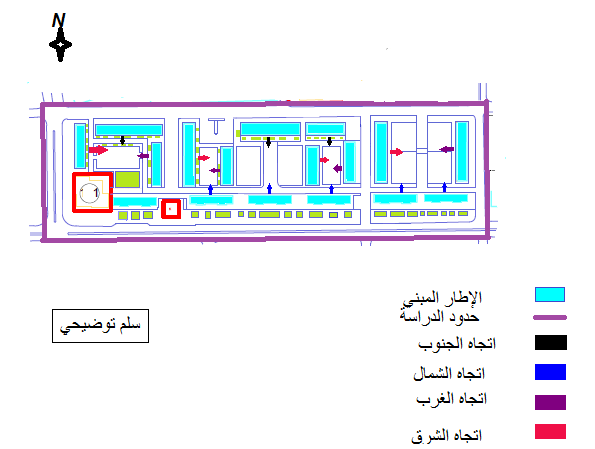 N
1
الإطار المبني
حدود الدراسة
اتجاه الجنوب
اتجاه الشمال
اتجاه الغرب
اتجاه الشرق
سلم توضيحي